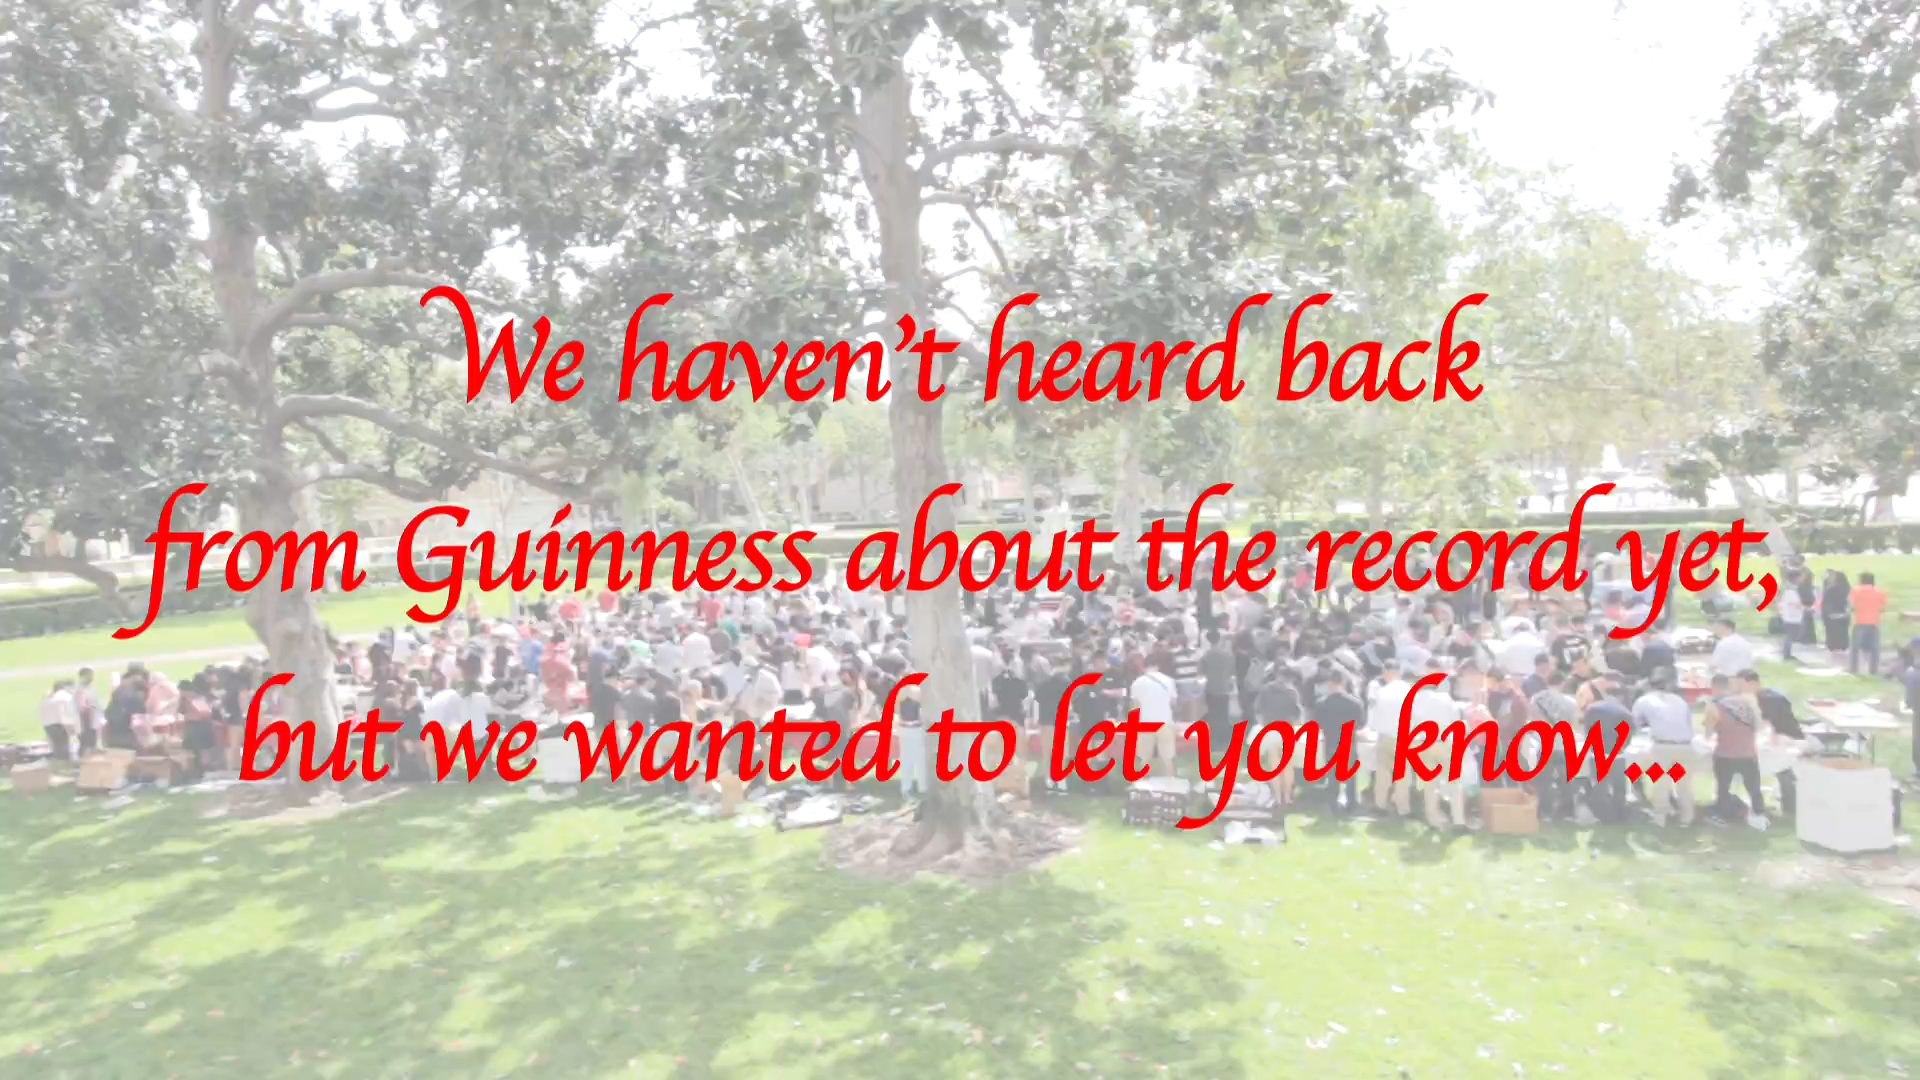 We haven't heard back
from Guinness about the record yet,
but we wanted to let you know...